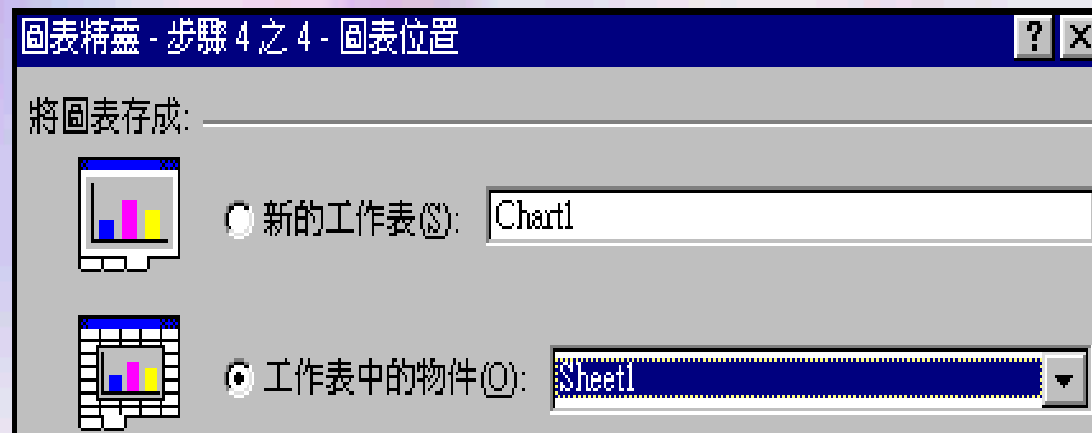 圖表精靈 - 步驟 4 之 4 - 圖表位置
將圖表存成:
新的工作表(S): Chart1
工作表中的物件(O): Sheet1